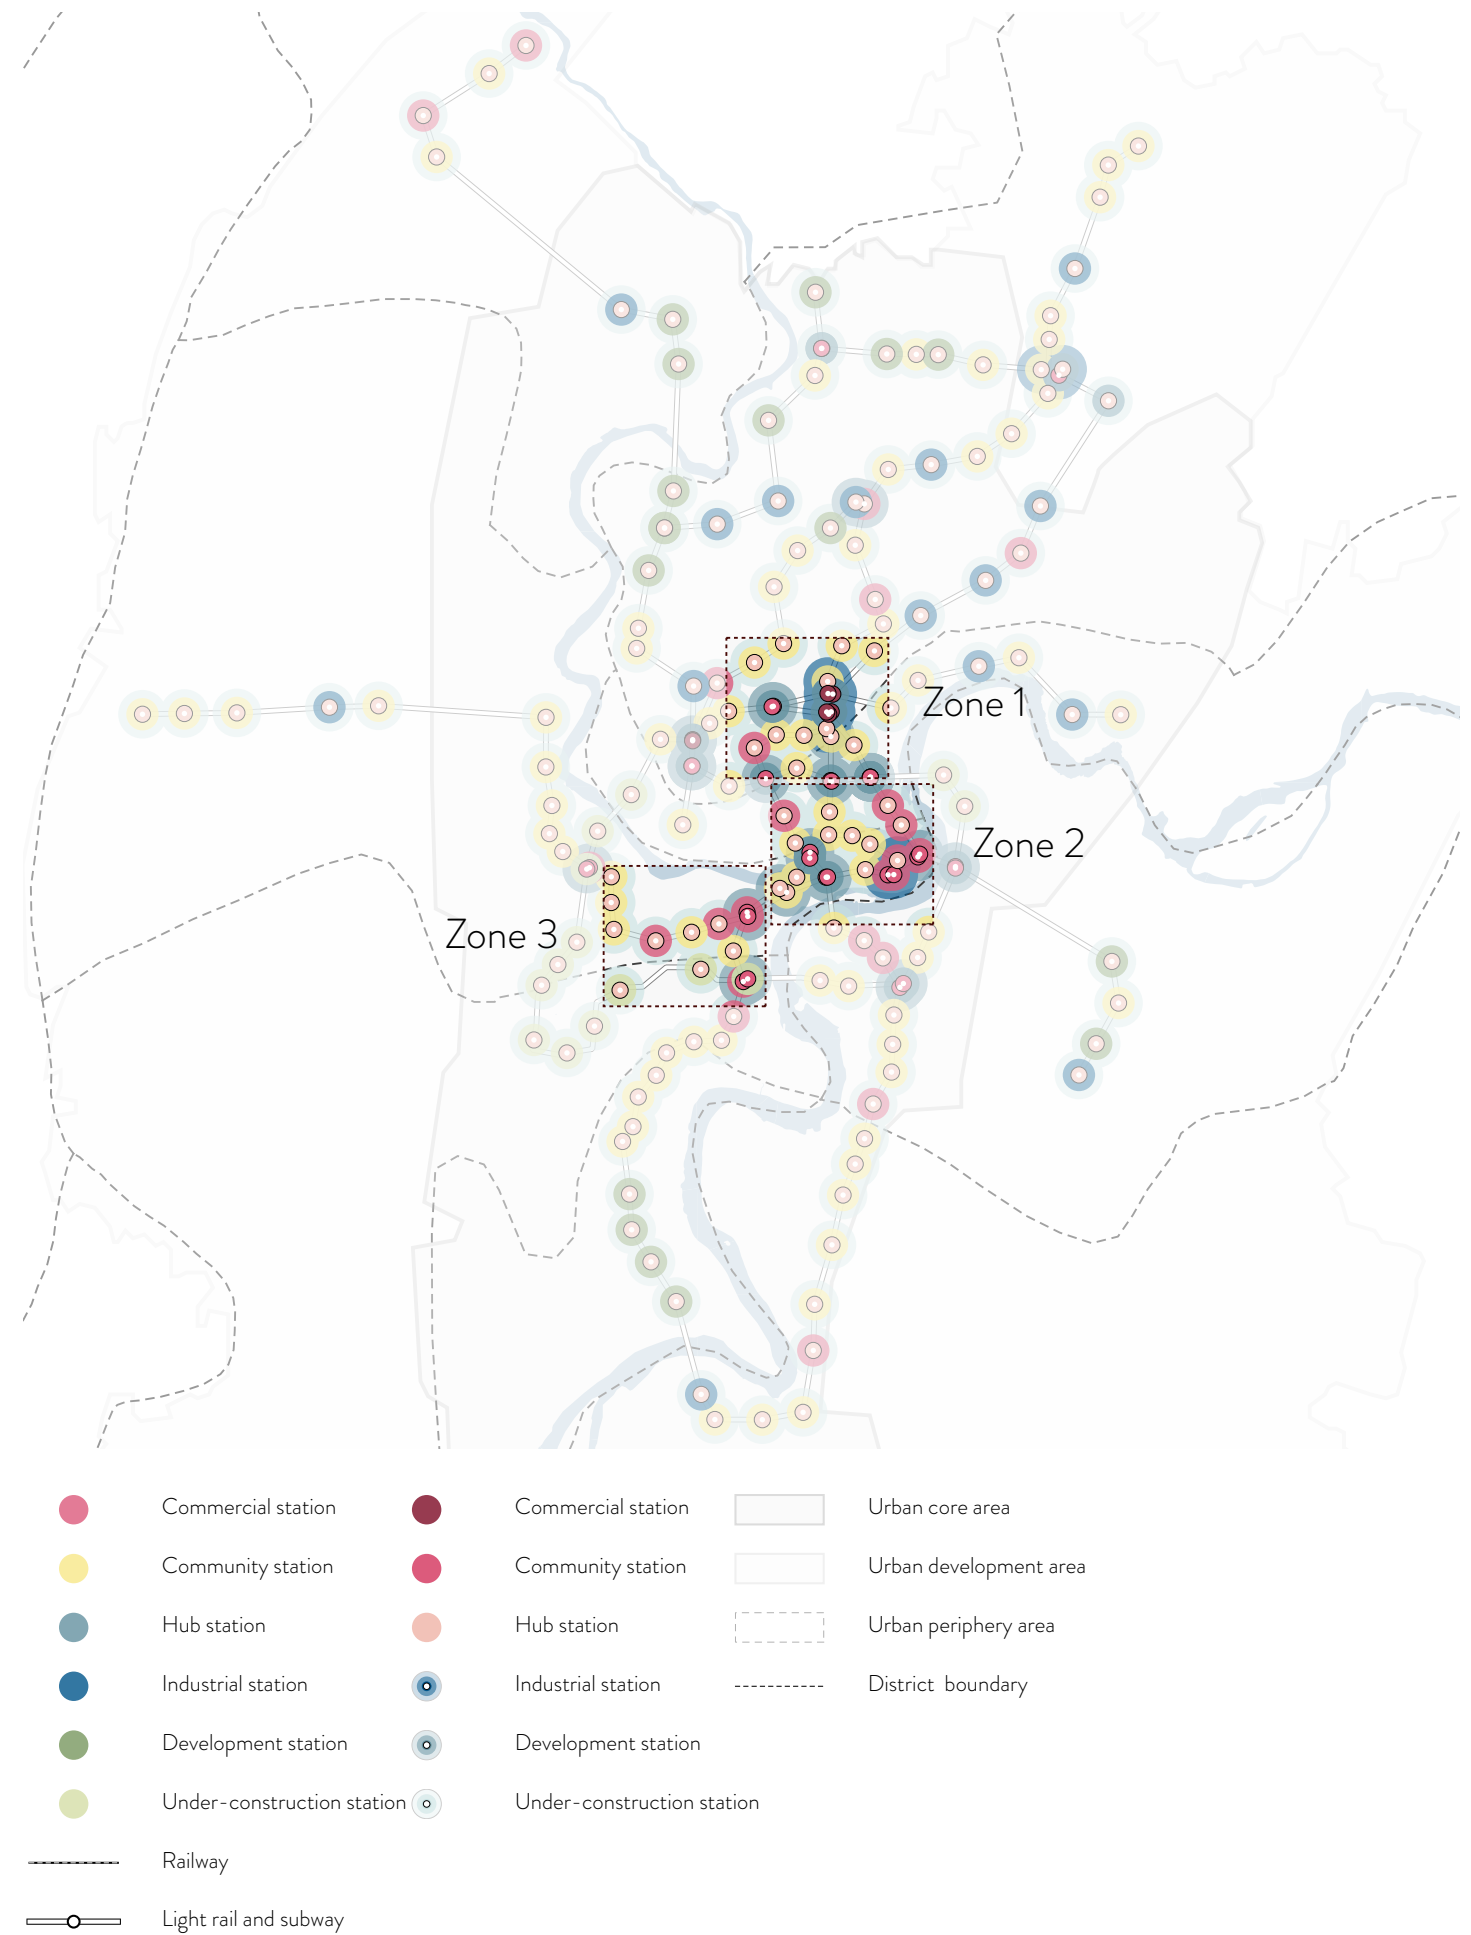 Zone 1
Zone 2
Zone 3
Commercial station
Commercial station
Urban core area
Community station
Community station
Urban development area
Hub station
Hub station
Urban periphery area
Industrial station
Industrial station
District boundary
Development station
Development station
Under-construction station
Under-construction station
Railway
Light rail and subway